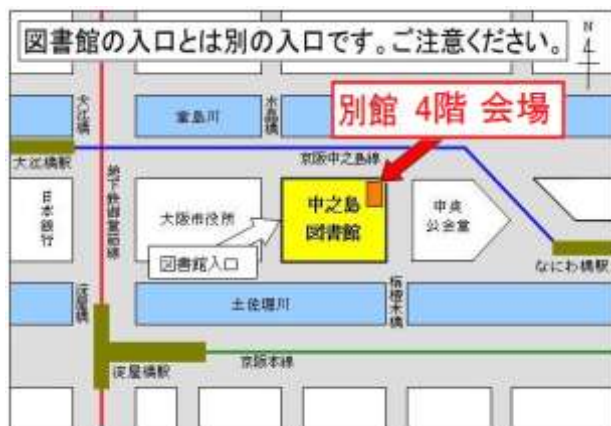 図書館の入口とは別の入口です。ご注意ください。
N
別館 4階 会場
大江橋
堂島川
水晶橋
大江橋駅
京阪中之島線
日本銀行
地下鉄御堂筋線
大阪市役所
中之島
図書館
中央
公会堂
図書館入口
なにわ橋駅
淀屋橋
土佐堀川
栴檀木橋
淀屋橋駅
京阪本線